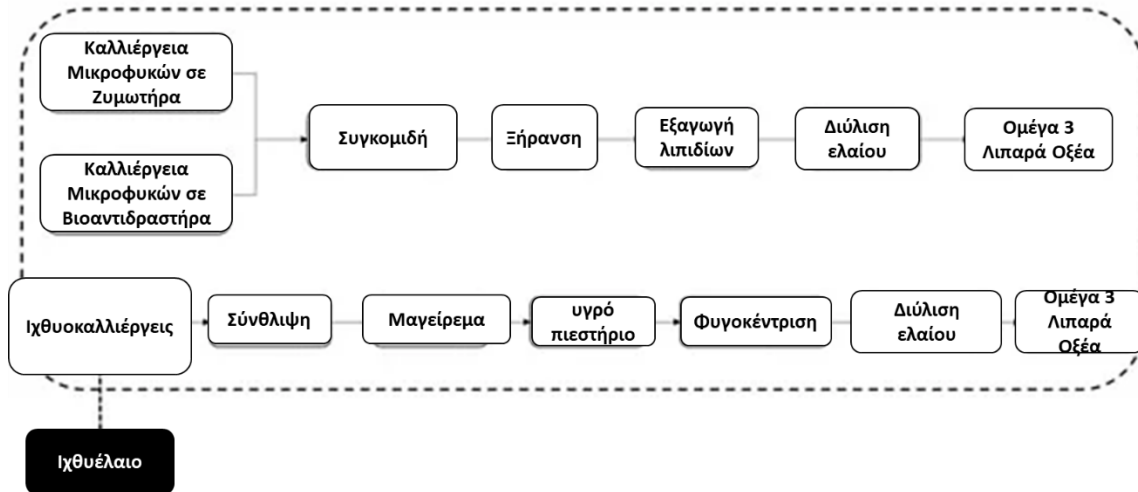 Καλλιέργεια
Μικροφυκών σε
Ζυμωτήρα
Καλλιέργεια
Μικροφυκών σε
Βιοαντιδραστήρα
Συγκομιδή
Ξήρανση
Εξαγωγή
λιπιδίων
Διύλιση
ελαίου
Ομέγα 3
Λιπαρά Οξέα
Ιχθυοκαλλιέργεις
Σύνθλιψη
Μαγείρεμα
υγρό
πιεστήριο
Φυγοκέντριση
Διύλιση
ελαίου
Ομέγα 3
Λιπαρά
Οξέα
Ιχθυέλαιο